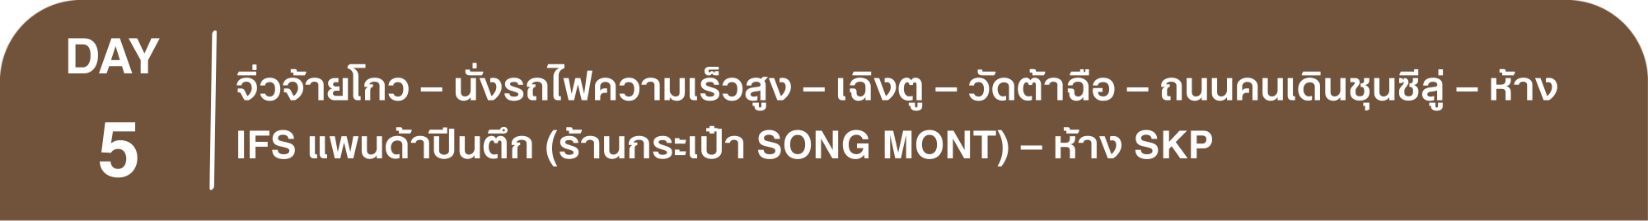 DAY
5
จิ่วจ้ายโกว – นั่งรถไฟความเร็วสูง – เฉิงตู – วัดต้าฉือ – ถนนคนเดินชุนซีลู่ – ห้าง
IFS แพนด้าปีนตึก (ร้านกระเป๋า SONG MONT) – ห้าง SKP